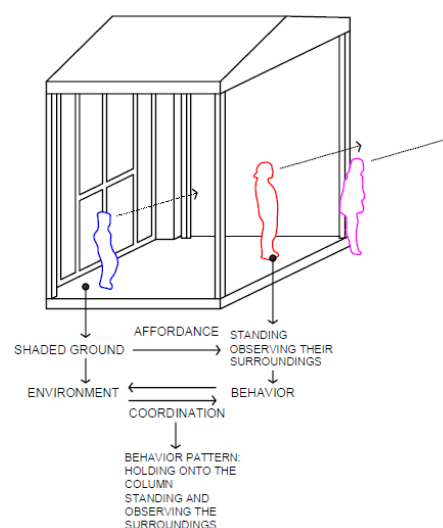 AFFORDANCE
SHADED GROUND
STANDING
OBSERVING THEIR
SURROUNDINGS
ENVIRONMENT
BEHAVIOR
COORDINATION
BEHAVIOR PATTERN:
HOLDING ONTO THE
COLUMN
STANDING AND
OBSERVING THE
SURROUNDINGS